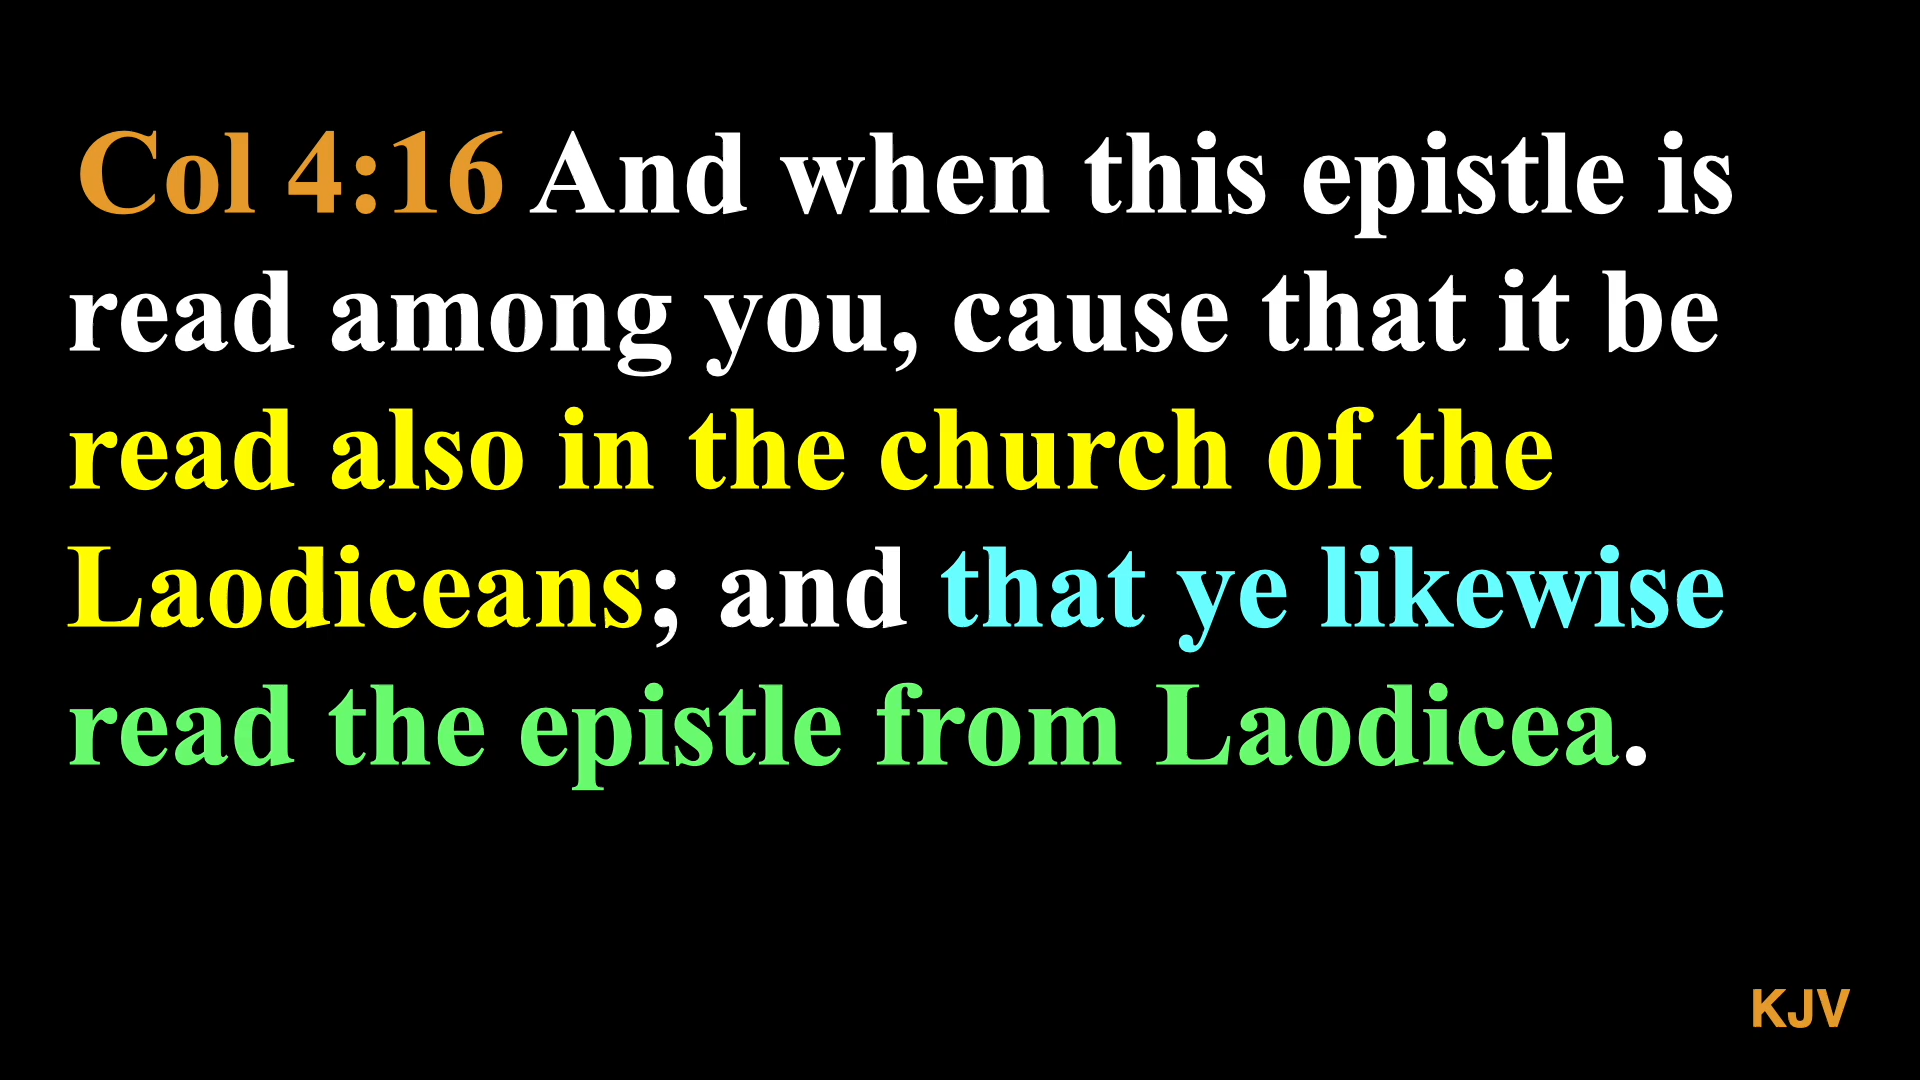 Col 4:16 And when this epistle is
read among you, cause that it be
read also in the church of the
Laodiceans; and that ye likewise
read the epistle from Laodicea.
KJV